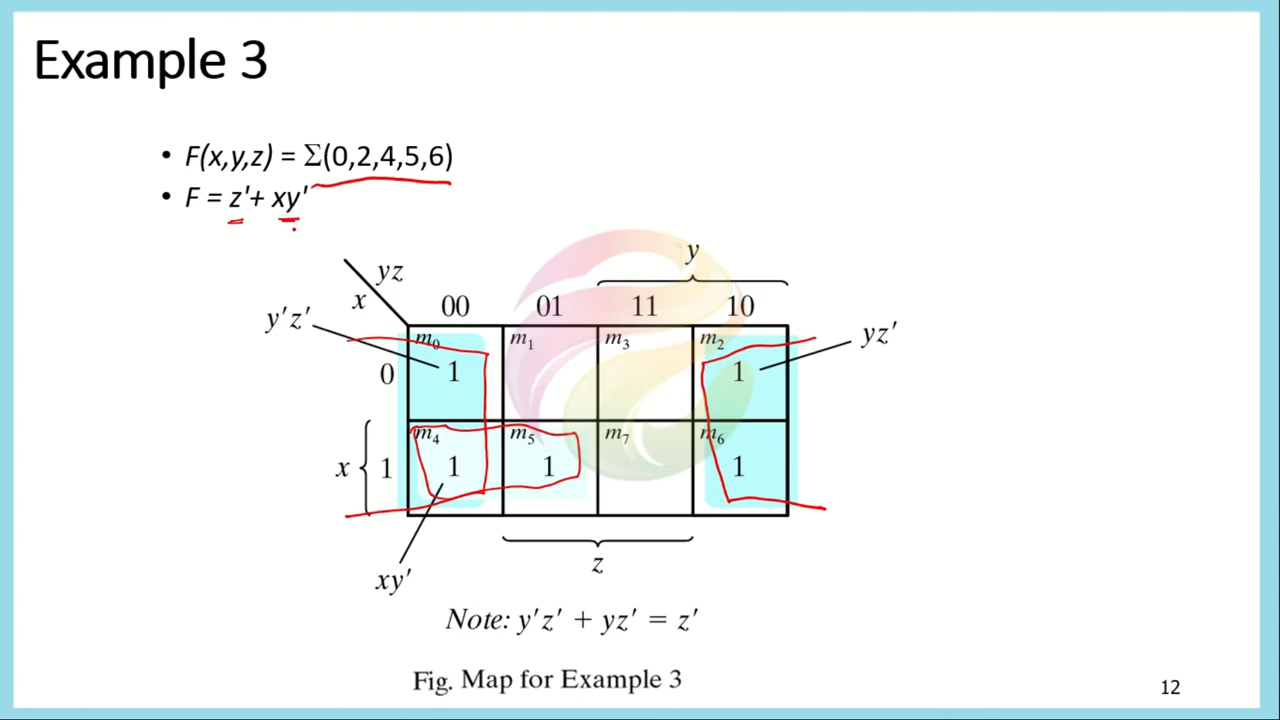 Example 3
• F(x,y,z) = Σ(0,2,4,5,6)
• F = z'+ xy'
y
yz
x
00 01 11 10
y'z'
yz'
m0 m1 m3 m2
0 1 1
m4 m5 m7 m6
x { 1 1 1 1
z
xy'
Note: y'z' + yz' = z'
Fig. Map for Example 3
12